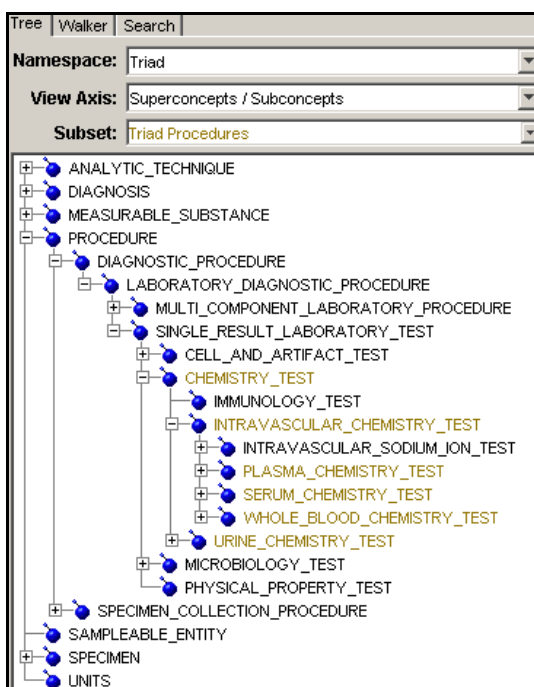 Tree Walker Search
Namespace: Triad
View Axis: Superconcepts / Subconcepts
Subset: Triad Procedures
ANALYTIC_TECHNIQUE
DIAGNOSIS
MEASURABLE_SUBSTANCE
PROCEDURE
DIAGNOSTIC_PROCEDURE
LABORATORY_DIAGNOSTIC_PROCEDURE
MULTI_COMPONENT_LABORATORY_PROCEDURE
SINGLE_RESULT_LABORATORY_TEST
CELL_AND_ARTIFACT_TEST
CHEMISTRY_TEST
IMMUNOLOGY_TEST
INTRAVASCULAR_CHEMISTRY_TEST
INTRAVASCULAR_SODIUM_ION_TEST
PLASMA_CHEMISTRY_TEST
SERUM_CHEMISTRY_TEST
WHOLE_BLOOD_CHEMISTRY_TEST
URINE_CHEMISTRY_TEST
MICROBIOLOGY_TEST
PHYSICAL_PROPERTY_TEST
SPECIMEN_COLLECTION_PROCEDURE
SAMPLEABLE_ENTITY
SPECIMEN
UNITS